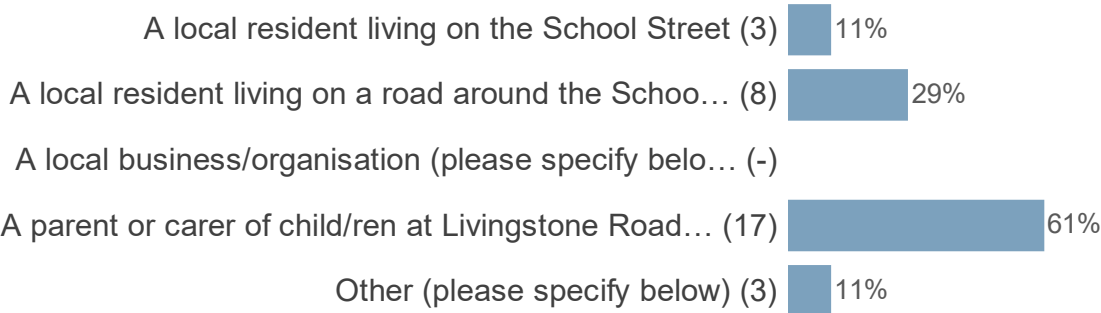 A local resident living on the School Street (3) 11%
A local resident living on a road around the Schoo… (8) 29%
A local business/organisation (please specify belo… (-)
A parent or carer of child/ren at Livingstone Road… (17) 61%
Other (please specify below) (3) 11%